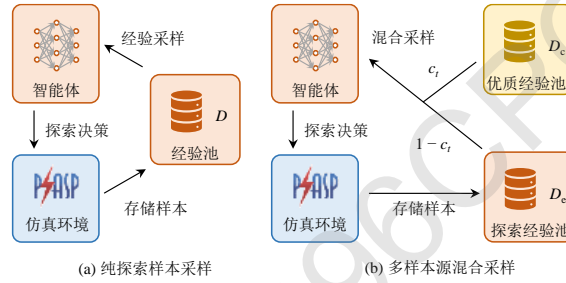 经验采样
智能体
探索决策
D
经验池
PSASP
仿真环境
存储样本
(a) 纯探索样本采样
混合采样
智能体
c_t
D_c
优质经验池
探索决策
1 − c_t
PSASP
仿真环境
存储样本
D_e
探索经验池
(b) 多样本源混合采样